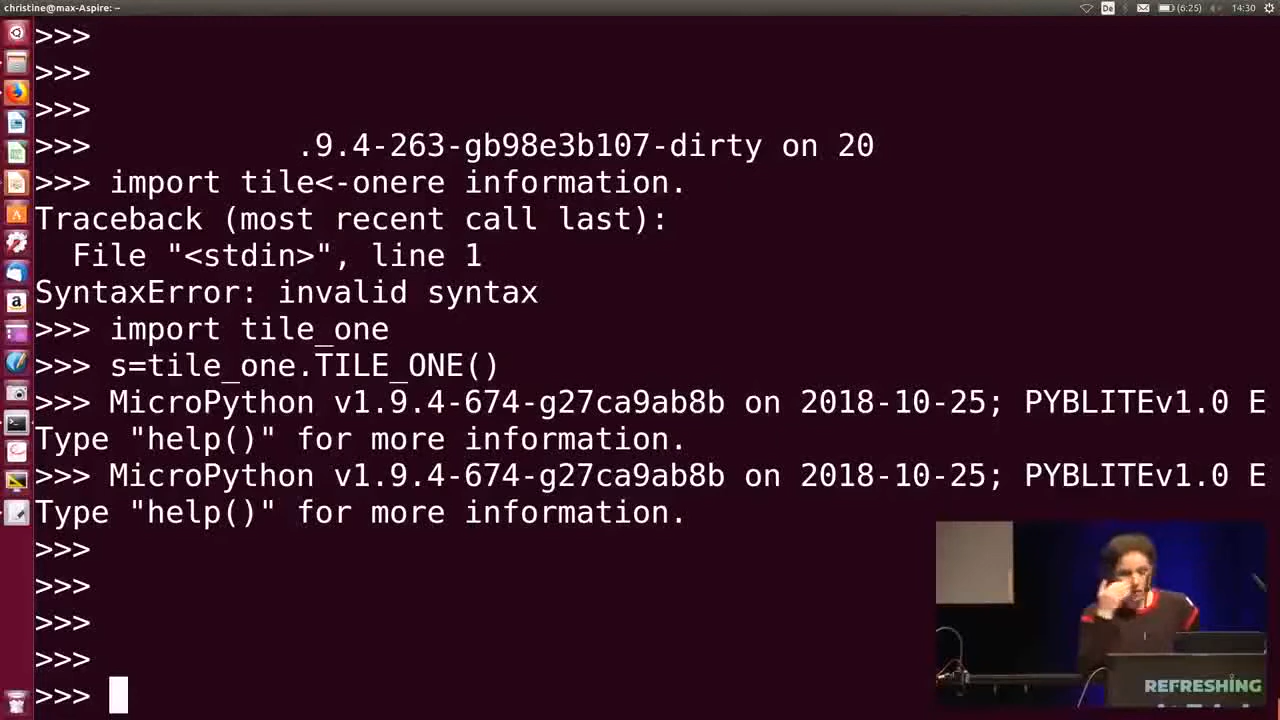 christine@max-Aspire: ~
De
(6:25)
14:30
>>>
>>>
>>>
>>> .9.4-263-gb98e3b107-dirty on 20
>>> import tile<-onere information.
Traceback (most recent call last):
File "<stdin>", line 1
SyntaxError: invalid syntax
>>> import tile_one
>>> s=tile_one.TILE_ONE()
>>> MicroPython v1.9.4-674-g27ca9ab8b on 2018-10-25; PYBLITEv1.0 E
Type "help()" for more information.
>>> MicroPython v1.9.4-674-g27ca9ab8b on 2018-10-25; PYBLITEv1.0 E
Type "help()" for more information.
>>>
>>>
>>>
>>>
>>>
REFRESHING